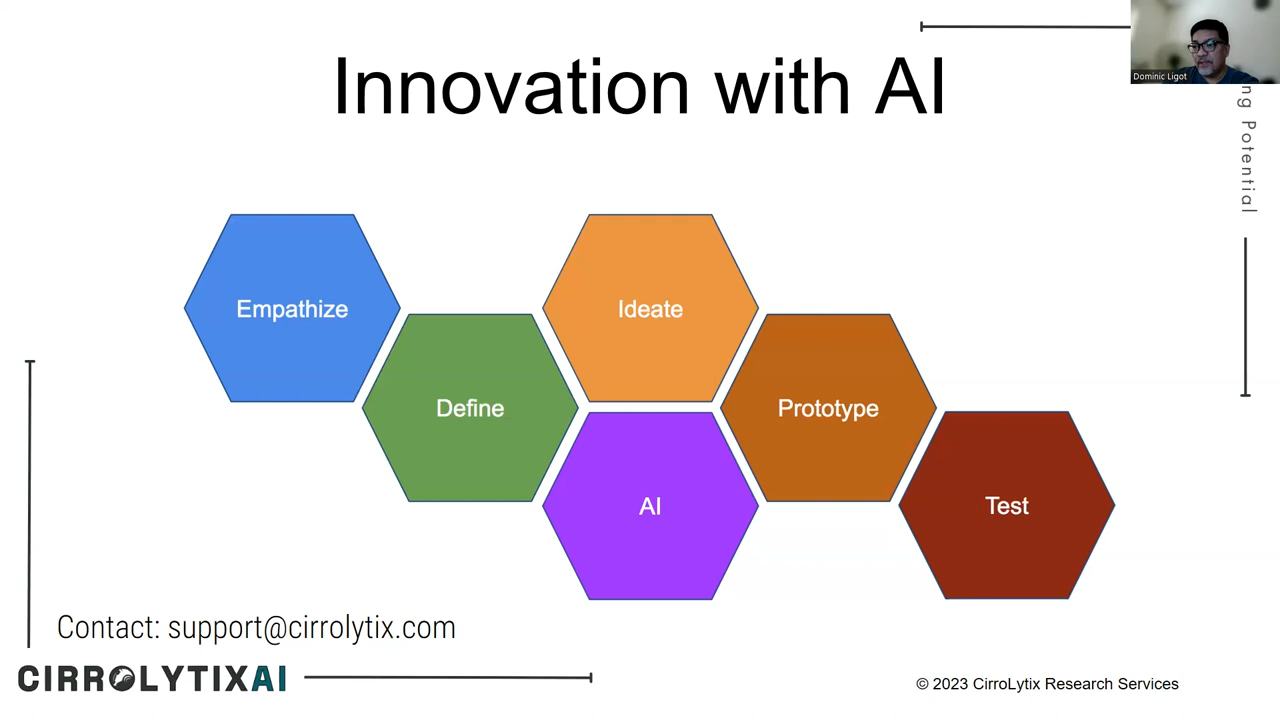 Innovation with AI
Dominic Ligot
ng Potential
Empathize
Ideate
Define
Prototype
AI
Test
Contact: support@cirrolytix.com
CIRROLYTIXAI
© 2023 CirroLytix Research Services